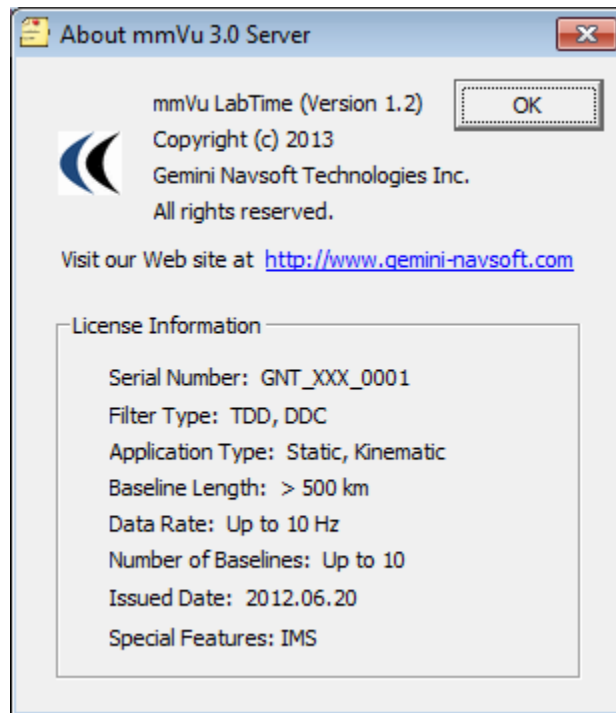 About mmVu 3.0 Server
mmVu LabTime (Version 1.2)
OK
Copyright (c) 2013
Gemini Navsoft Technologies Inc.
All rights reserved.
Visit our Web site at http://www.gemini-navsoft.com
License Information
Serial Number: GNT_XXX_0001
Filter Type: TDD, DDC
Application Type: Static, Kinematic
Baseline Length: > 500 km
Data Rate: Up to 10 Hz
Number of Baselines: Up to 10
Issued Date: 2012.06.20
Special Features: IMS